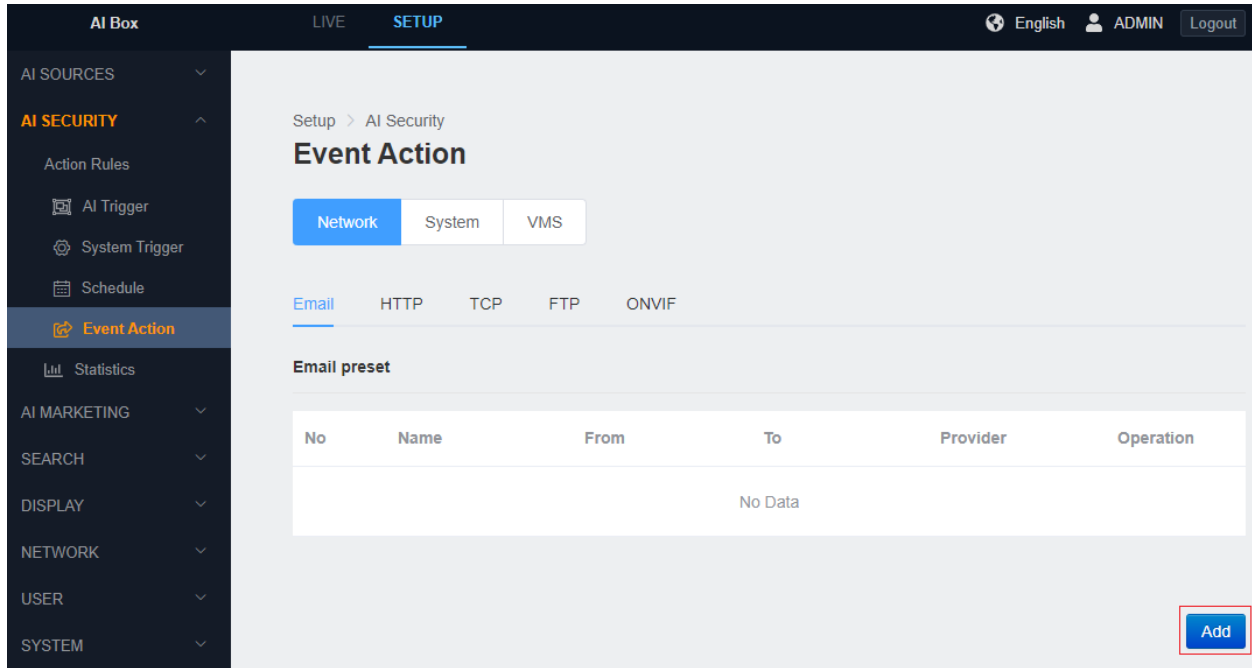 AI Box LIVE SETUP English ADMIN Logout
AI SOURCES
AI SECURITY
Action Rules
AI Trigger
System Trigger
Schedule
Event Action
Statistics
AI MARKETING
SEARCH
DISPLAY
NETWORK
USER
SYSTEM
Setup > AI Security
Event Action
Network System VMS
Email HTTP TCP FTP ONVIF
Email preset
No Name From To Provider Operation
No Data
Add